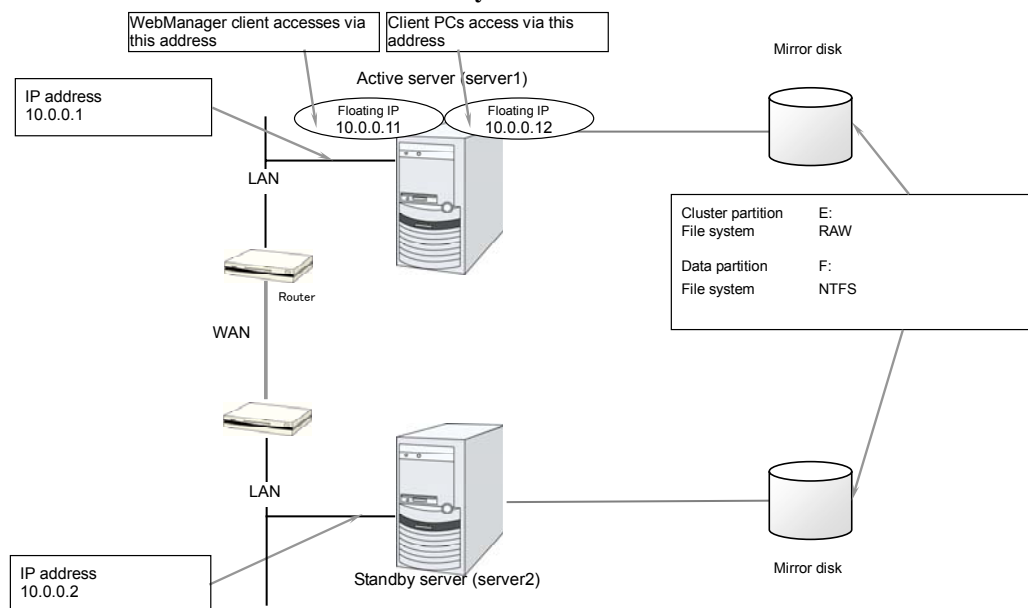 WebManager client accesses via
this address
Client PCs access via this
address
Mirror disk
Active server (server1)
IP address
10.0.0.1
Floating IP
10.0.0.11
Floating IP
10.0.0.12
LAN
Cluster partition E:
File system RAW
Data partition F:
File system NTFS
Router
WAN
LAN
IP address
10.0.0.2
Standby server (server2)
Mirror disk